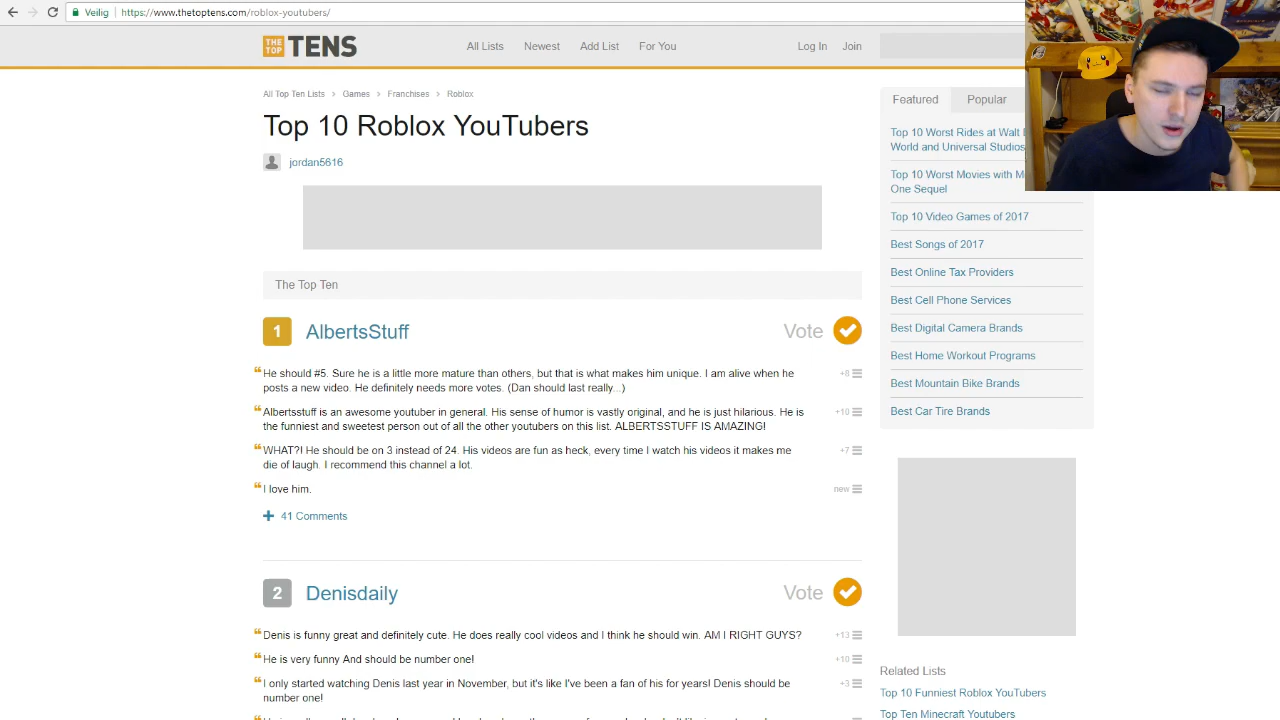 Veilig https://www.thetoptens.com/roblox-youtubers/
THE TOP TENS All Lists Newest Add List For You Log In Join
All Top Ten Lists > Games > Franchises > Roblox
Top 10 Roblox YouTubers
jordan5616
The Top Ten
1 AlbertsStuff Vote
He should #5. Sure he is a little more mature than others, but that is what makes him unique. I am alive when he +8
posts a new video. He definitely needs more votes. (Dan should last really...)
Albertsstuff is an awesome youtuber in general. His sense of humor is vastly original, and he is just hilarious. He is +10
the funniest and sweetest person out of all the other youtubers on this list. ALBERTSSTUFF IS AMAZING!
WHAT?! He should be on 3 instead of 24. His videos are fun as heck, every time I watch his videos it makes me +7
die of laugh. I recommend this channel a lot.
I love him. new
+ 41 Comments
2 Denisdaily Vote
Denis is funny great and definitely cute. He does really cool videos and I think he should win. AM I RIGHT GUYS? +13
He is very funny And should be number one! +10
I only started watching Denis last year in November, but it's like I've been a fan of his for years! Denis should be +3
number one!
Featured Popular
Top 10 Worst Rides at Walt
World and Universal Studios
Top 10 Worst Movies with
One Sequel
Top 10 Video Games of 2017
Best Songs of 2017
Best Online Tax Providers
Best Cell Phone Services
Best Digital Camera Brands
Best Home Workout Programs
Best Mountain Bike Brands
Best Car Tire Brands
Related Lists
Top 10 Funniest Roblox YouTubers
Top Ten Minecraft Youtubers